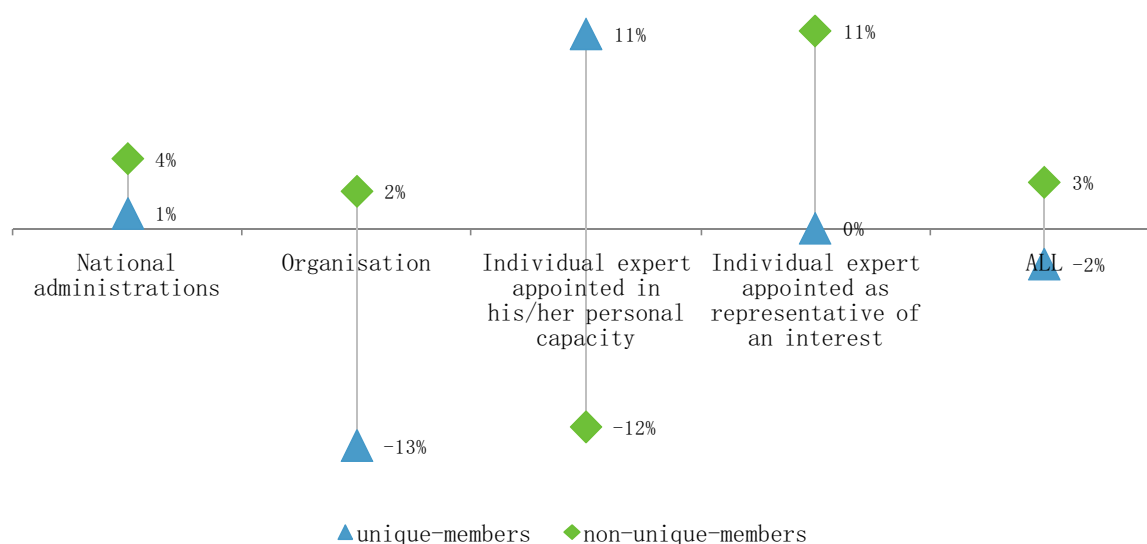 11%
11%
4%
2%
3%
1%
0%
National
administrations
Organisation
Individual expert
appointed in
his/her personal
capacity
Individual expert
appointed as
representative of
an interest
ALL
-2%
-13%
-12%
unique-members
non-unique-members